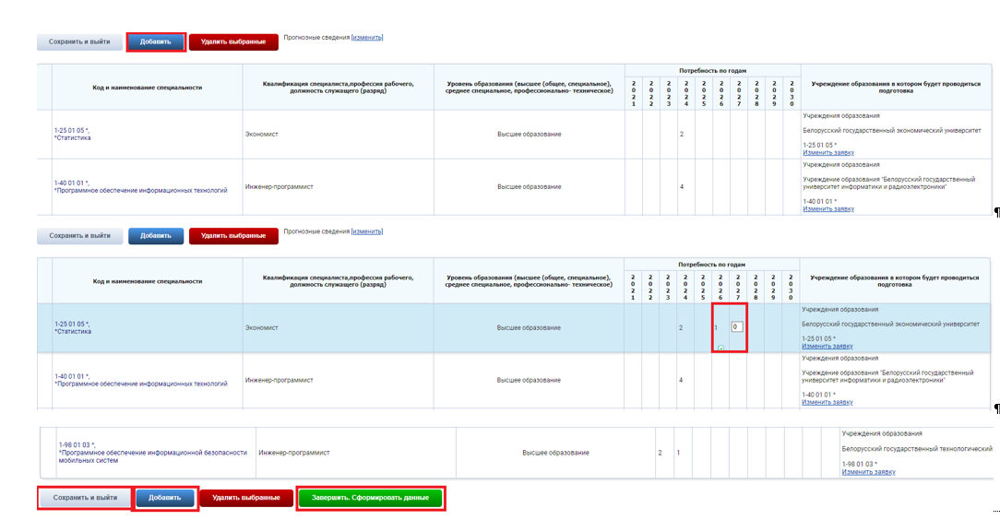 Сохранить и выйти Добавить Удалить выбранные Прогнозные сведения [изменить]
Код и наименование специальности
Квалификация специалиста,профессия рабочего,
должность служащего (разряд)
Уровень образования (высшее (общее, специальное),
среднее специальное, профессионально- техническое)
Потребность по годам
2021 2022 2023 2024 2025 2026 2027 2028 2029 2030
Учреждение образования в котором будет проводиться
подготовка
1-25 01 05 *,
*Статистика
Экономист
Высшее образование
2
Учреждения образования
Белорусский государственный экономический университет
1-25 01 05 *
Изменить заявку
1-40 01 01 *,
*Программное обеспечение информационных технологий
Инженер-программист
Высшее образование
4
Учреждения образования
Учреждение образования "Белорусский государственный
университет информатики и радиоэлектроники"
1-40 01 01 *
Изменить заявку
¶
Сохранить и выйти Добавить Удалить выбранные Прогнозные сведения [изменить]
Код и наименование специальности
Квалификация специалиста,профессия рабочего,
должность служащего (разряд)
Уровень образования (высшее (общее, специальное),
среднее специальное, профессионально- техническое)
Потребность по годам
2021 2022 2023 2024 2025 2026 2027 2028 2029 2030
Учреждение образования в котором будет проводиться
подготовка
1-25 01 05 *,
*Статистика
Экономист
Высшее образование
2 1 0
Учреждения образования
Белорусский государственный экономический университет
1-25 01 05 *
Изменить заявку
1-40 01 01 *,
*Программное обеспечение информационных технологий
Инженер-программист
Высшее образование
4
Учреждения образования
Учреждение образования "Белорусский государственный
университет информатики и радиоэлектроники"
1-40 01 01 *
Изменить заявку
¶
1-98 01 03 *,
*Программное обеспечение информационной безопасности
мобильных систем
Инженер-программист
Высшее образование
2 1
Учреждения образования
Белорусский государственный технологический
1-98 01 03 *
Изменить заявку
Сохранить и выйти Добавить Удалить выбранные Завершить. Сформировать данные